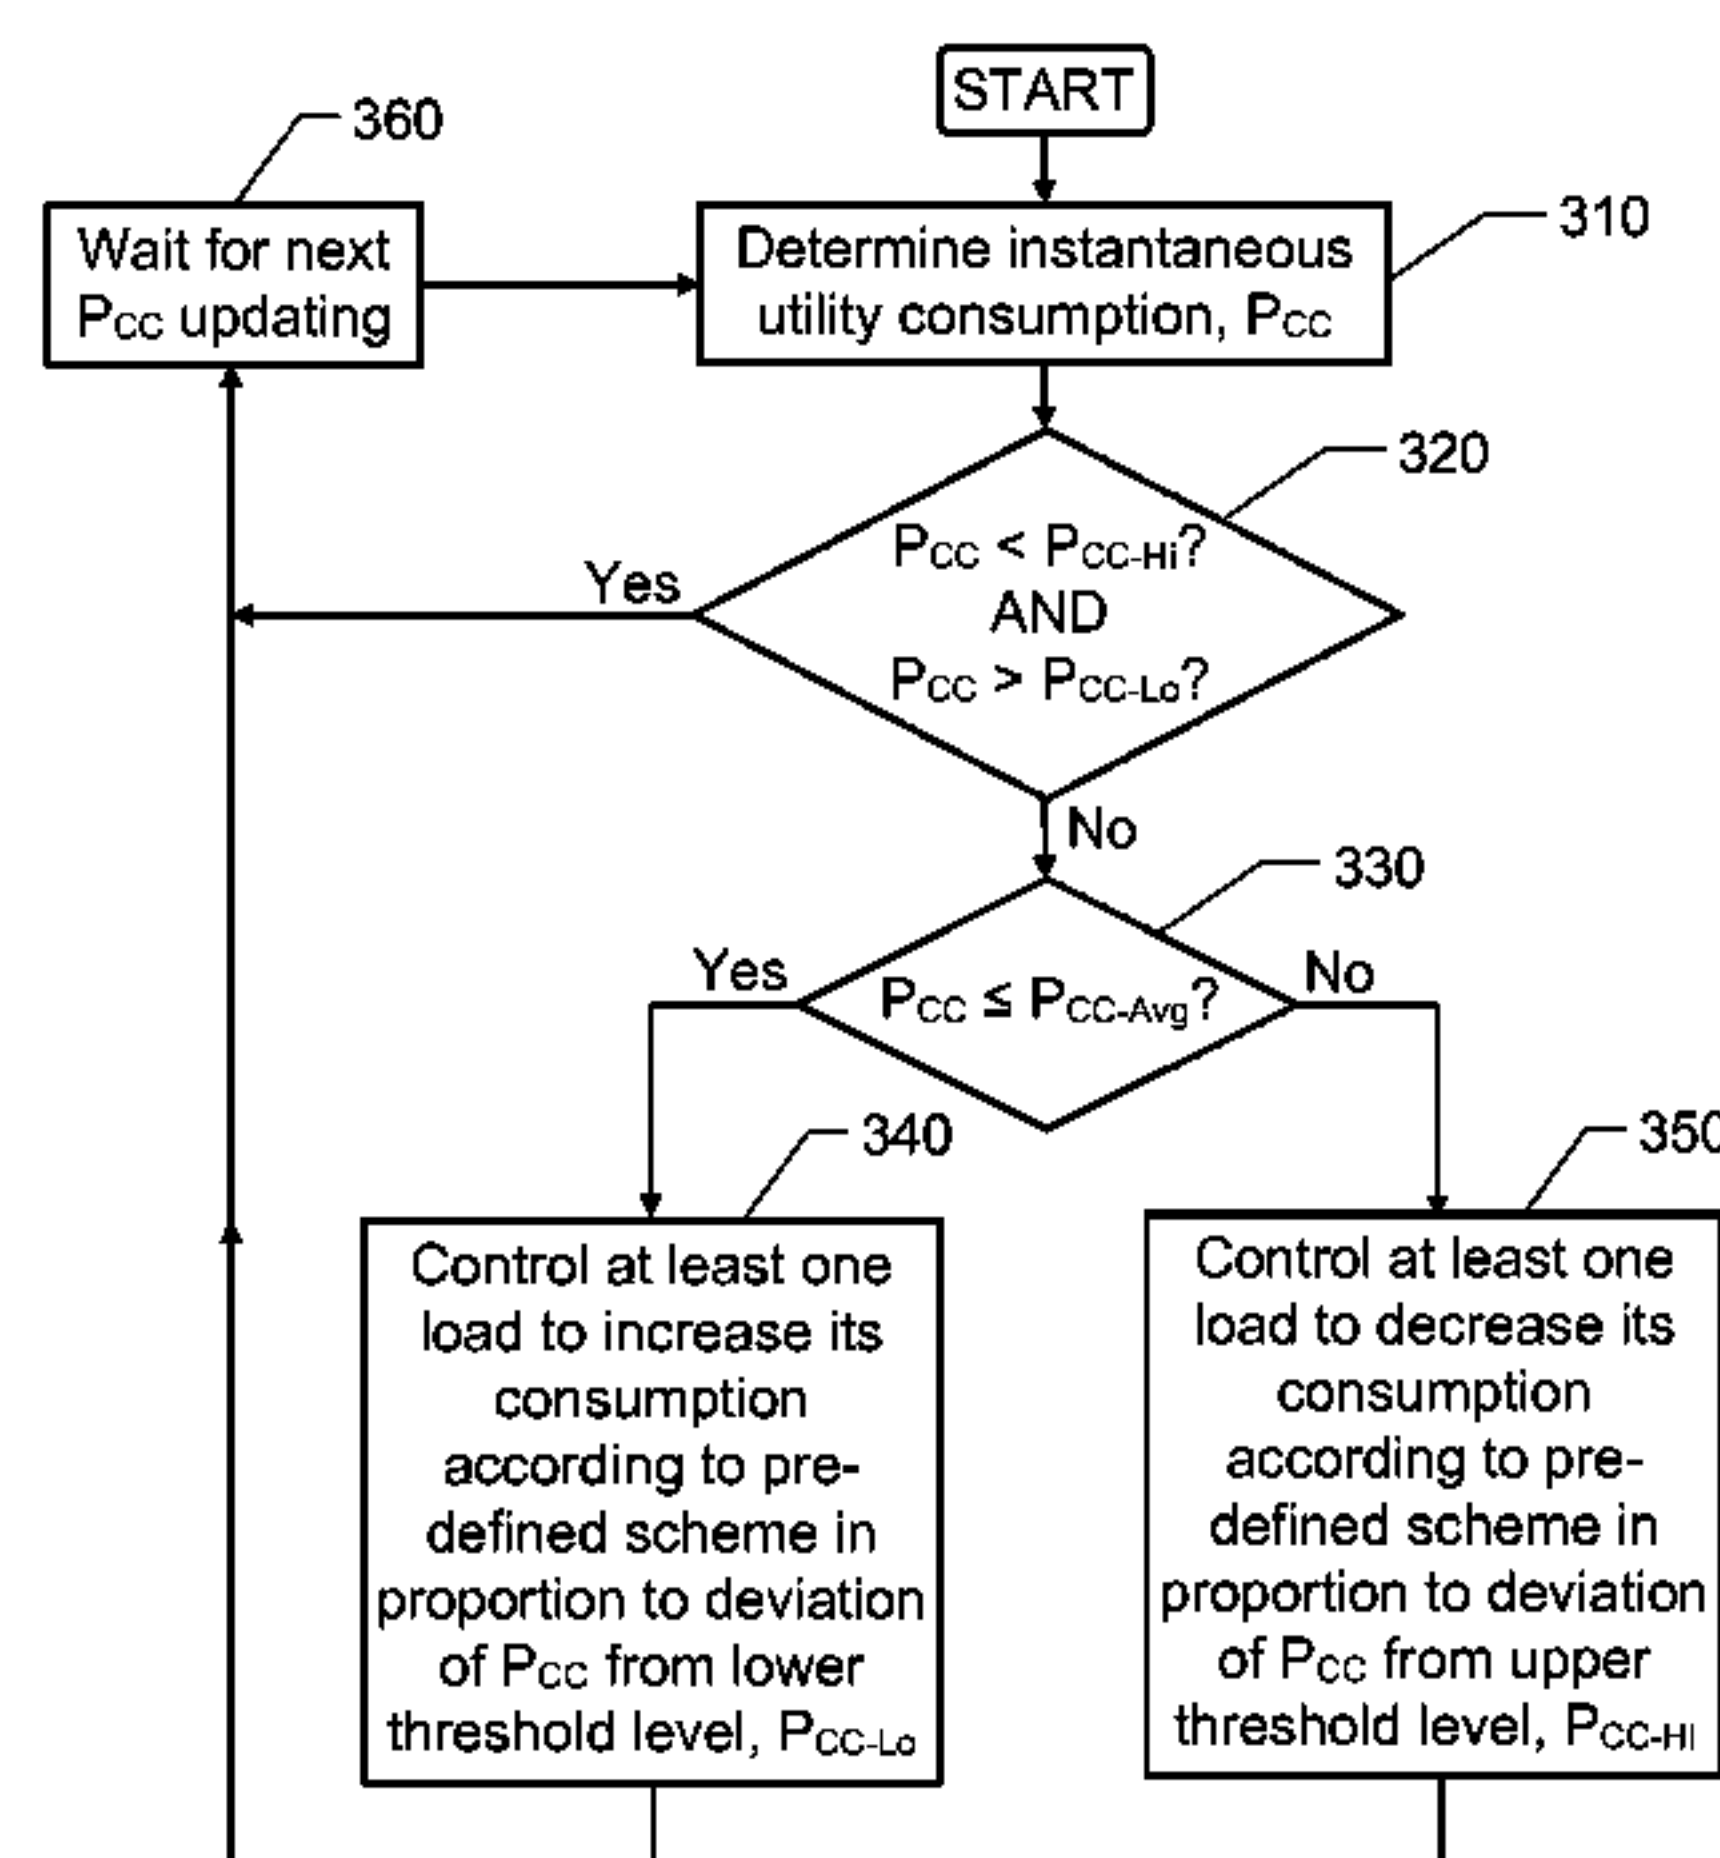 START
360
Wait for next
PCC updating
310
Determine instantaneous
utility consumption, PCC
320
PCC < PCC-Hi?
AND
PCC > PCC-Lo?
Yes
No
330
PCC ≤ PCC-Avg?
Yes
No
340
Control at least one
load to increase its
consumption
according to pre-
defined scheme in
proportion to deviation
of PCC from lower
threshold level, PCC-Lo
350
Control at least one
load to decrease its
consumption
according to pre-
defined scheme in
proportion to deviation
of PCC from upper
threshold level, PCC-HI